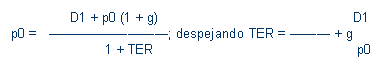 D1 + p0 (1 + g) D1
p0 = ——————————; despejando TER = ——— + g
1 + TER p0